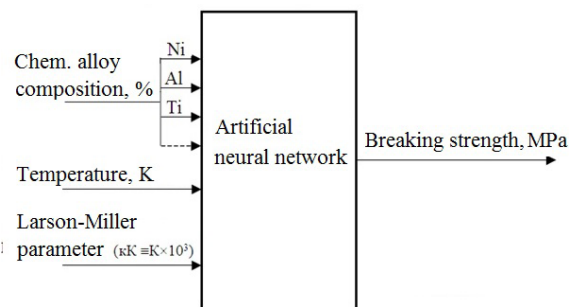 Chem. alloy
composition, %
Ni
Al
Ti
Artificial
neural network
Breaking strength, MPa
Temperature, K
Larson-Miller
parameter (кK ≡K×10³)